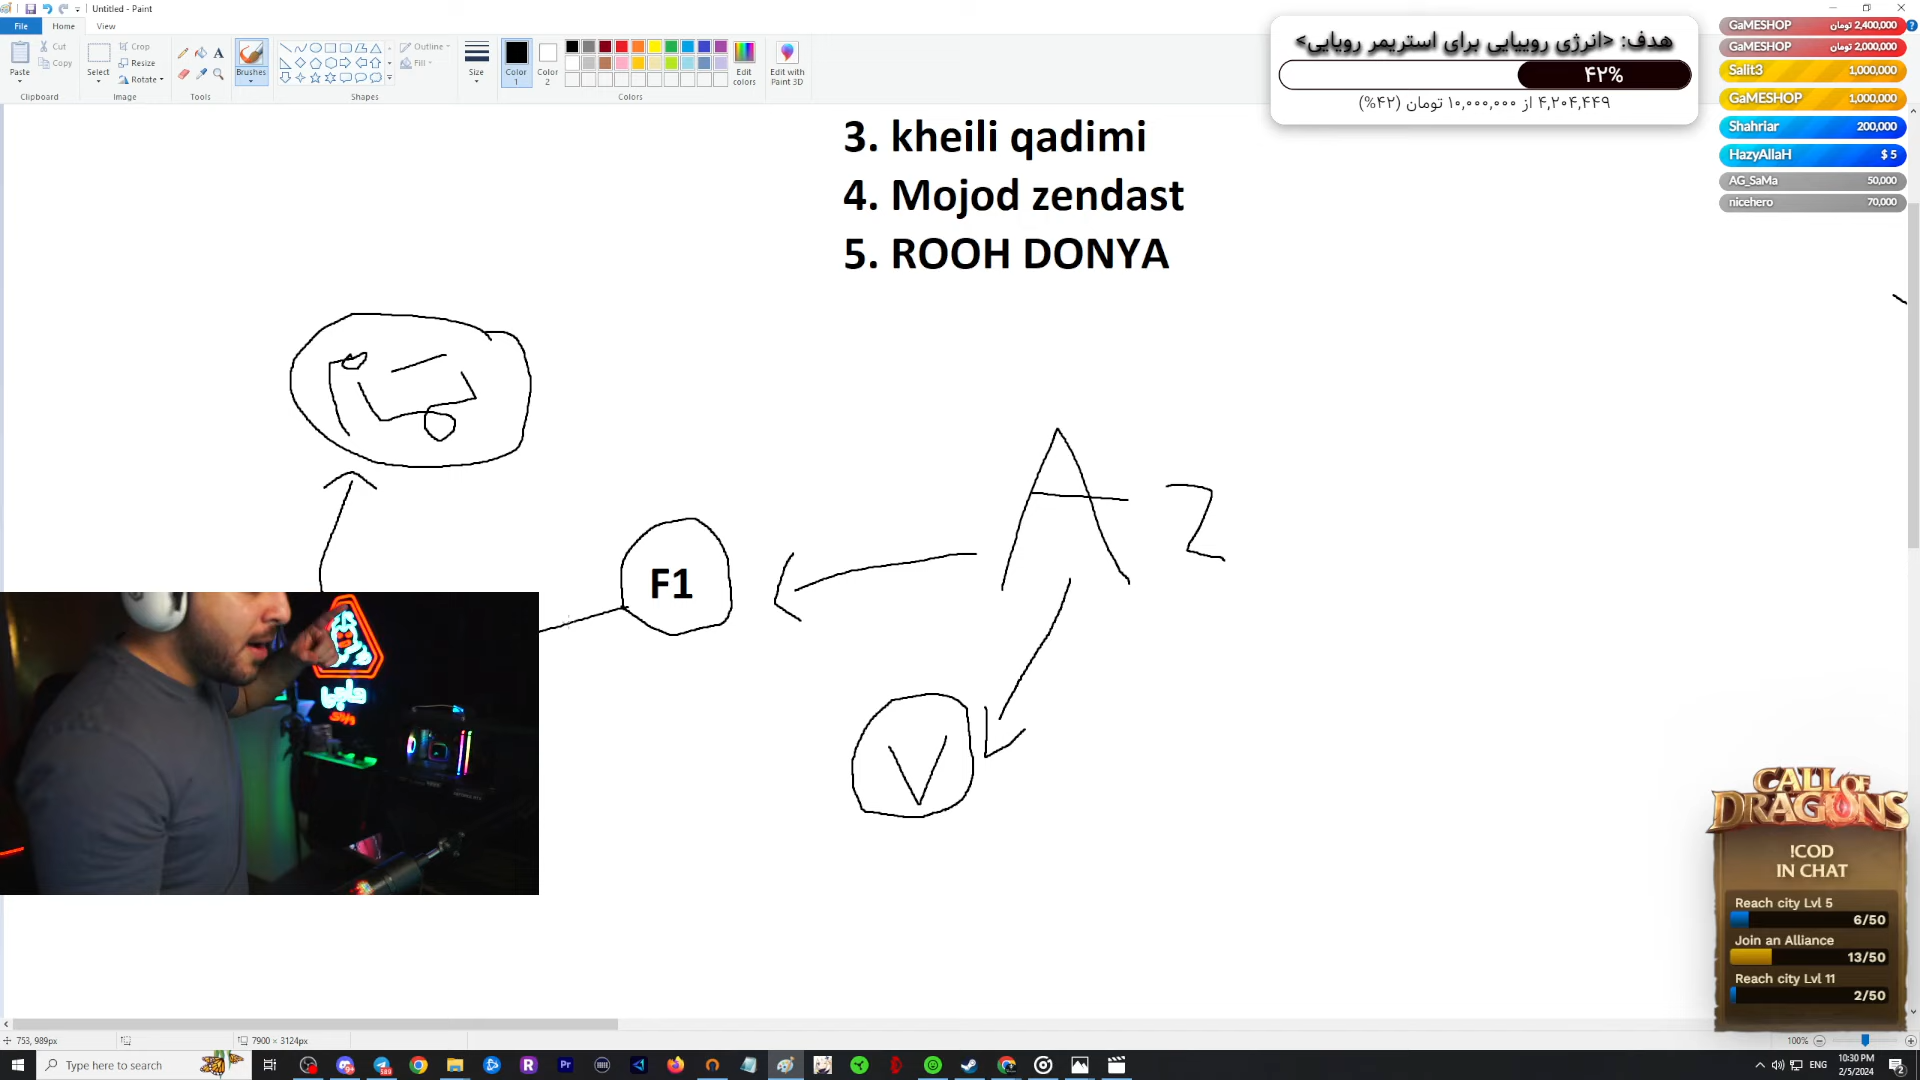 Untitled - Paint
File
Home
View
Paste
Cut
Copy
Clipboard
Select
Crop
Resize
Rotate
Image
Tools
Brushes
Outline
Fill
Shapes
Size
Color 1
Color 2
Edit colors
Edit with Paint 3D
Colors
هدف: <انرژی روییایی برای استریمر رویایی>
۴۲%
۴,۲۰۴,۴۴۹ از ۱۰,۰۰۰,۰۰۰ تومان (۴۲%)
GaMESHOP 2,400,000 تومان
GaMESHOP 2,000,000 تومان
Salit3 1,000,000
GaMESHOP 1,000,000
Shahriar 200,000
HazyAllaH $ 5
AG_SaMa 50,000
nicehero 70,000
3. kheili qadimi
4. Mojod zendast
5. ROOH DONYA
A 2
F1
V
CALL OF DRAGONS
!COD
IN CHAT
Reach city Lvl 5
6/50
Join an Alliance
13/50
Reach city Lvl 11
2/50
753, 989px
7900 × 3124px
100%
Type here to search
ENG
10:30 PM
2/5/2024